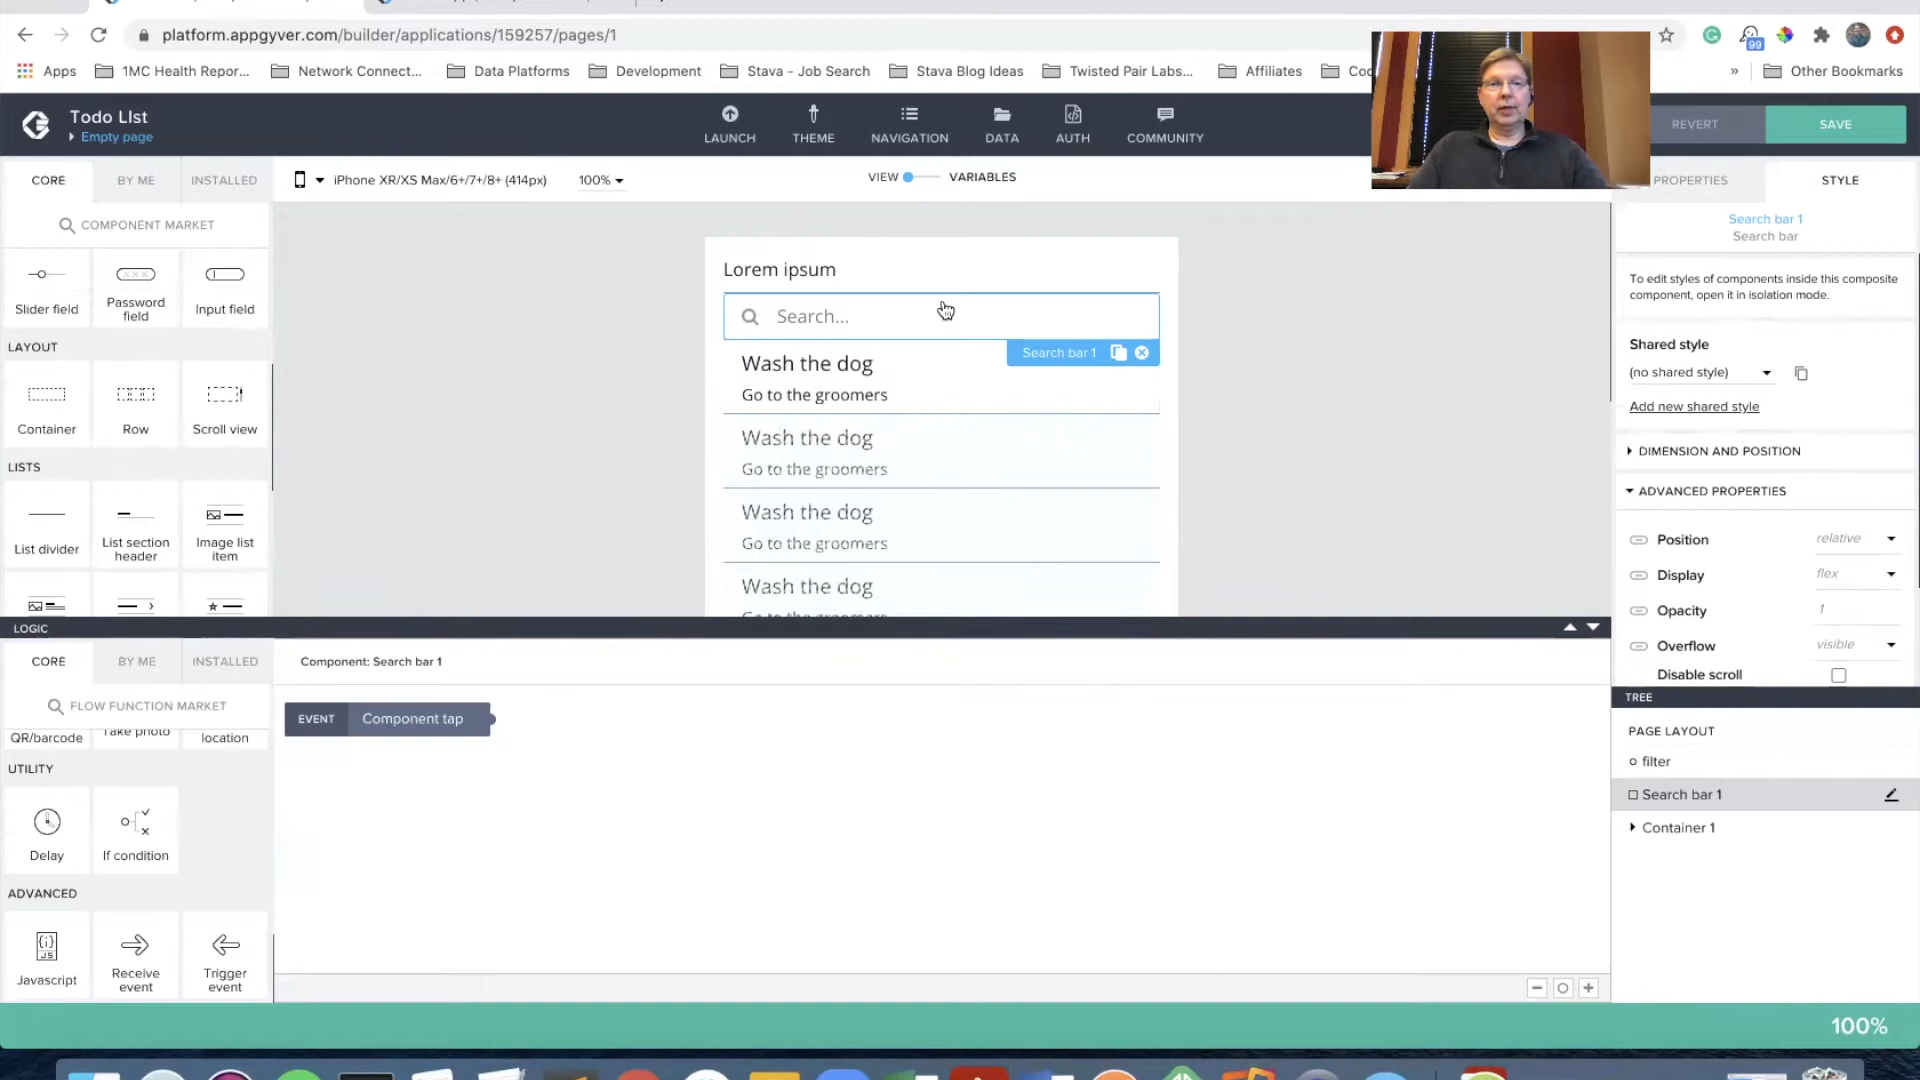 platform.appgyver.com/builder/applications/159257/pages/1
99
Apps
1MC Health Repor...
Network Connect...
Data Platforms
Development
Stava - Job Search
Stava Blog Ideas
Twisted Pair Labs...
Affiliates
»
Other Bookmarks
Todo LIst
Empty page
LAUNCH
THEME
NAVIGATION
DATA
AUTH
COMMUNITY
REVERT
SAVE
CORE
BY ME
INSTALLED
iPhone XR/XS Max/6+/7+/8+ (414px)
100%
VIEW
VARIABLES
PROPERTIES
STYLE
COMPONENT MARKET
Search bar 1
Search bar
Slider field
Password field
Input field
LAYOUT
Container
Row
Scroll view
LISTS
List divider
List section header
Image list item
Lorem ipsum
Search...
Search bar 1
Wash the dog
Go to the groomers
Wash the dog
Go to the groomers
Wash the dog
Go to the groomers
Wash the dog
To edit styles of components inside this composite
component, open it in isolation mode.
Shared style
(no shared style)
Add new shared style
DIMENSION AND POSITION
ADVANCED PROPERTIES
Position
relative
Display
flex
Opacity
1
Overflow
visible
Disable scroll
LOGIC
CORE
BY ME
INSTALLED
Component: Search bar 1
FLOW FUNCTION MARKET
EVENT
Component tap
QR/barcode
Take photo
location
UTILITY
Delay
If condition
ADVANCED
{i}
JS
Javascript
Receive event
Trigger event
TREE
PAGE LAYOUT
filter
Search bar 1
Container 1
100%